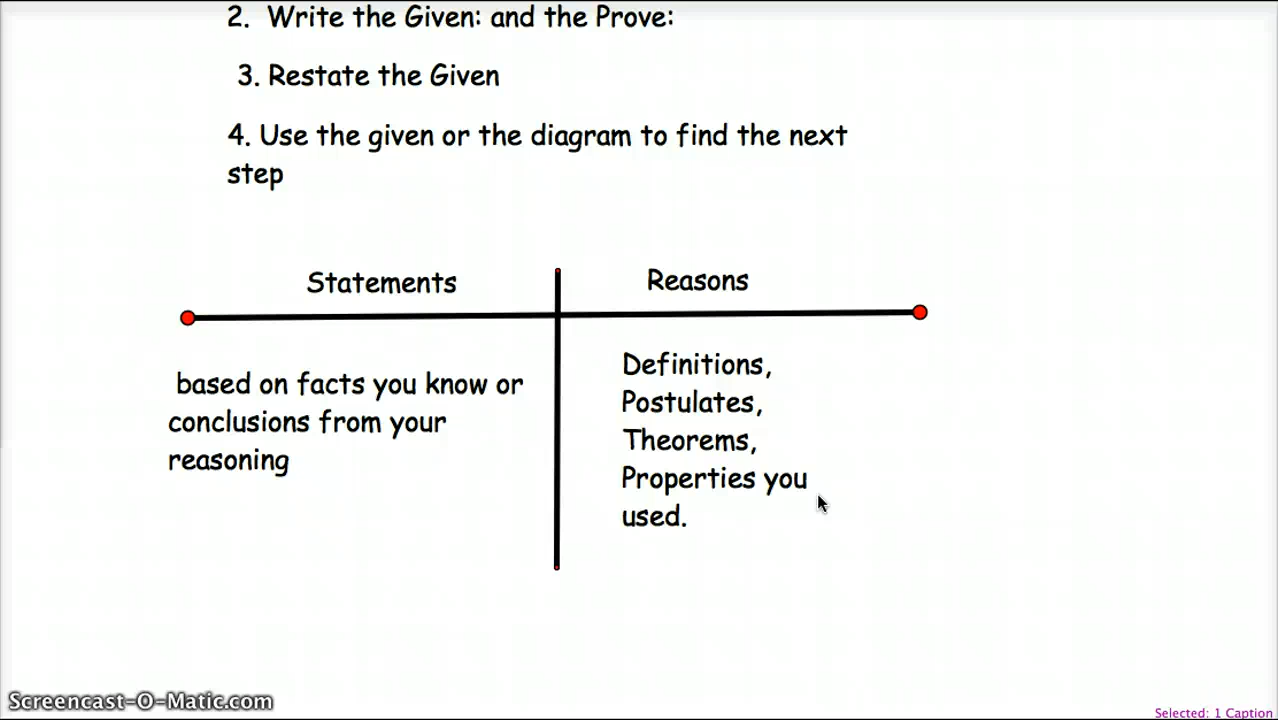 2. Write the Given: and the Prove:
3. Restate the Given
4. Use the given or the diagram to find the next
step
Statements
Reasons
based on facts you know or
conclusions from your
reasoning
Definitions,
Postulates,
Theorems,
Properties you
used.
Screencast-O-Matic.com
Selected: 1 Caption